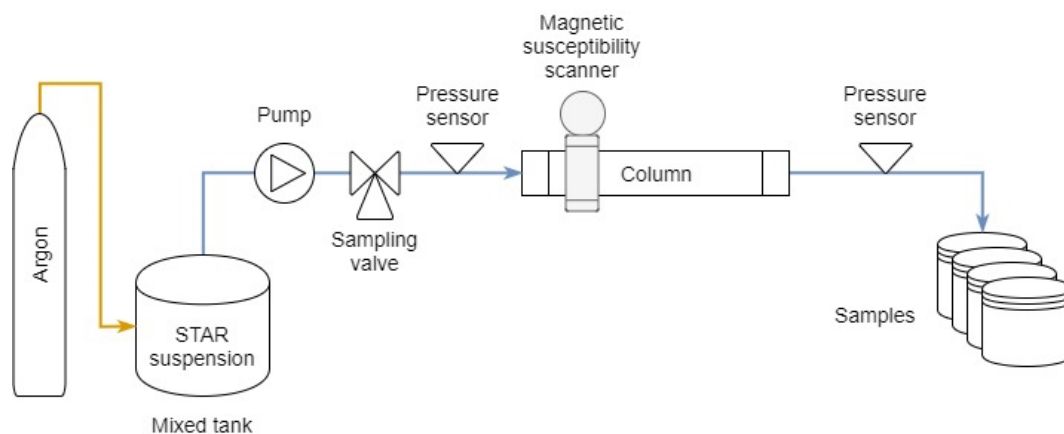 Magnetic
susceptibility
scanner
Pressure
sensor
Pressure
sensor
Pump
Column
Sampling
valve
Argon
STAR
suspension
Samples
Mixed tank